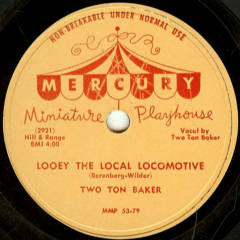 NON-BREAKABLE UNDER NORMAL USE
MERCURY
Miniature Playhouse
(2921)
Hill & Range
BMI 4:00
Vocal by
Two Ton Baker
LOOEY THE LOCAL LOCOMOTIVE
(Berenberg-Wilder)
TWO TON BAKER
MMP 53-79